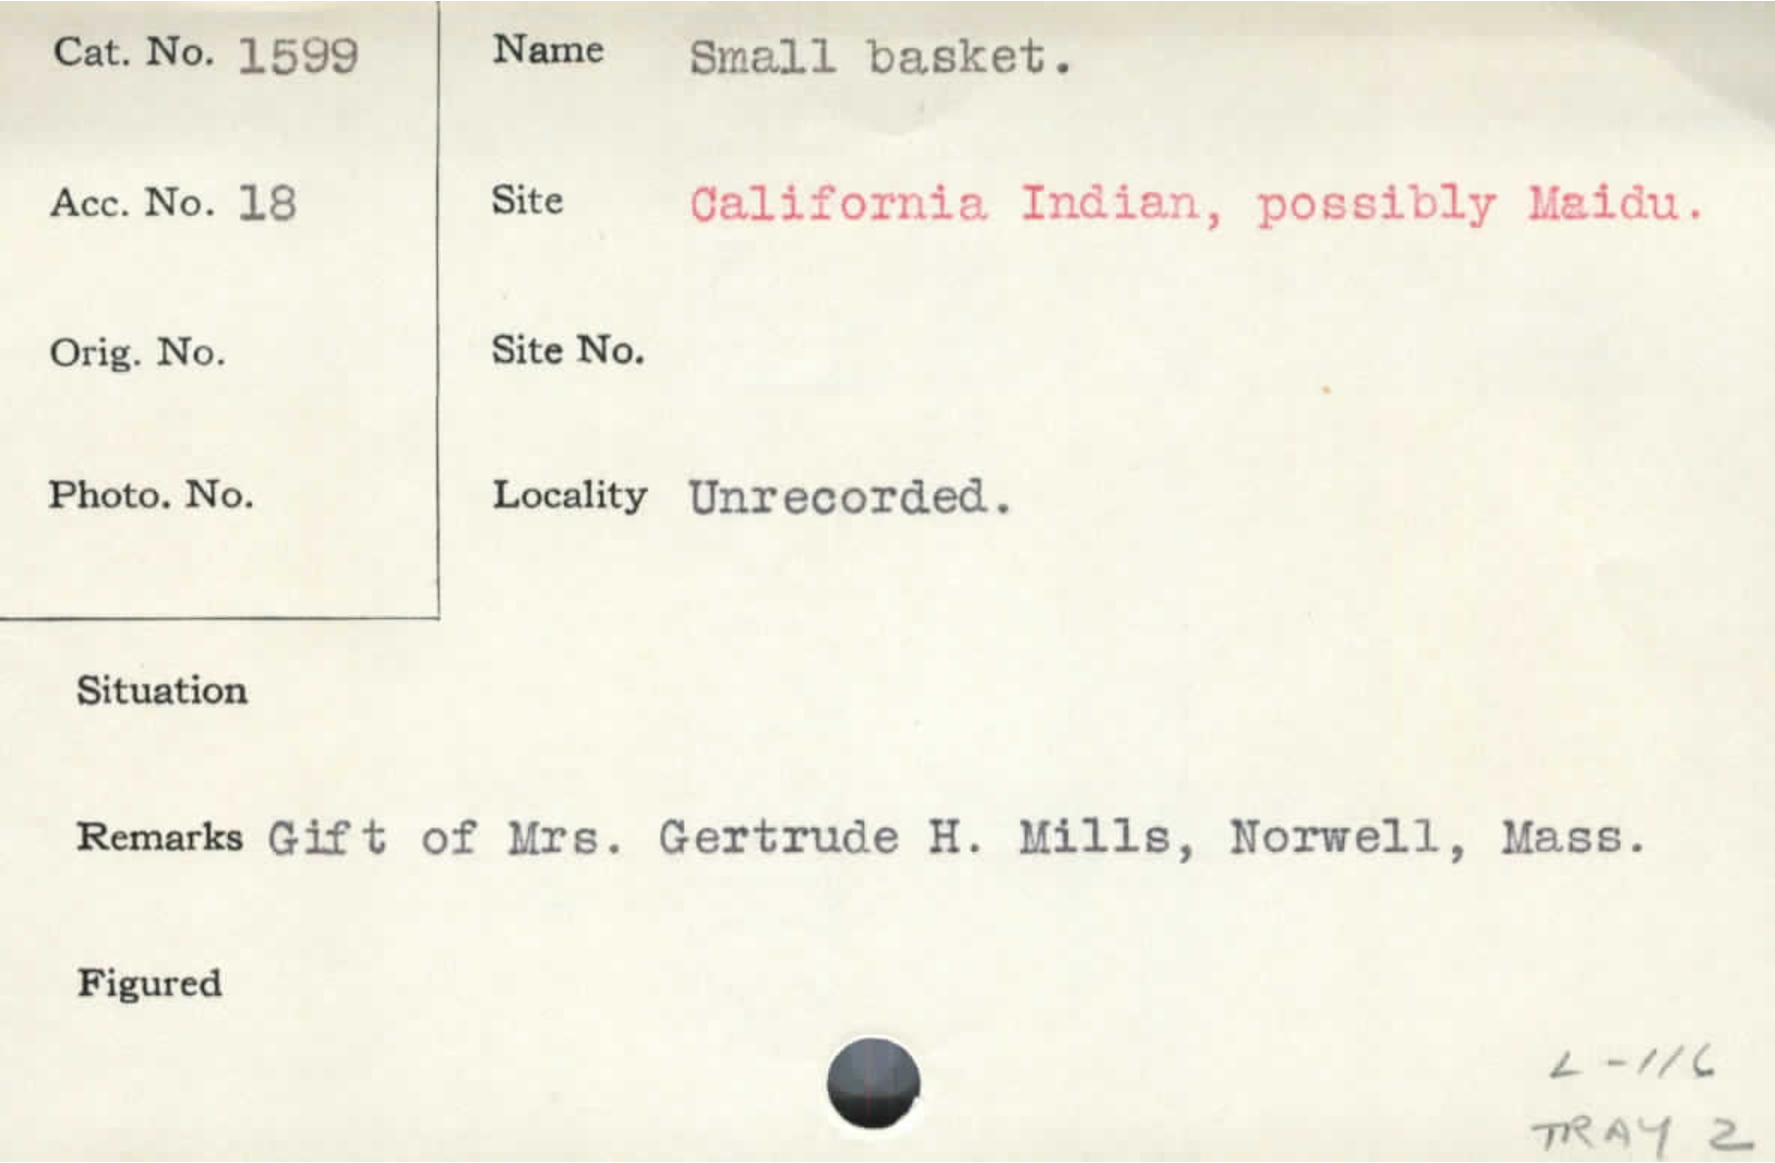 Cat. No. 1599
Name Small basket.
Acc. No. 18
Site California Indian, possibly Maidu.
Orig. No.
Site No.
Photo. No.
Locality Unrecorded.
Situation
Remarks Gift of Mrs. Gertrude H. Mills, Norwell, Mass.
Figured
L-116
TRAY 2